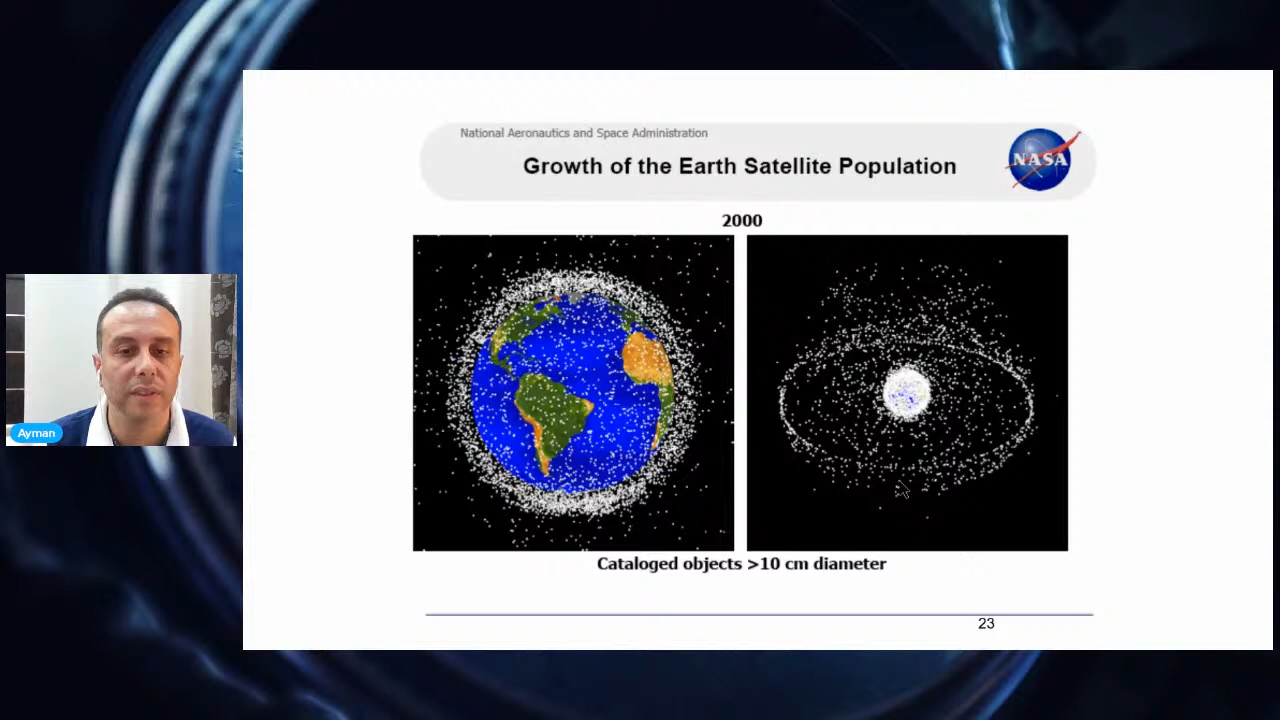 National Aeronautics and Space Administration
Growth of the Earth Satellite Population
NASA
2000
Ayman
Cataloged objects >10 cm diameter
23